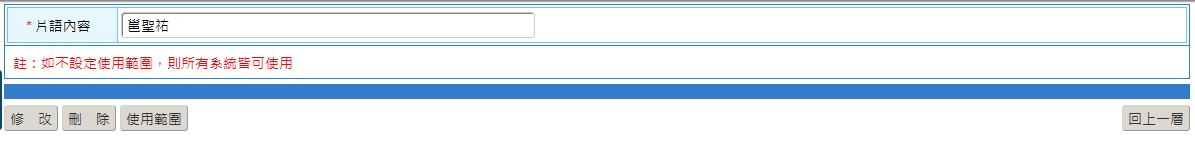 * 片語內容 邕聖祐
註：如不設定使用範圍，則所有系統皆可使用
修 改 刪 除 使用範圍 回上一層